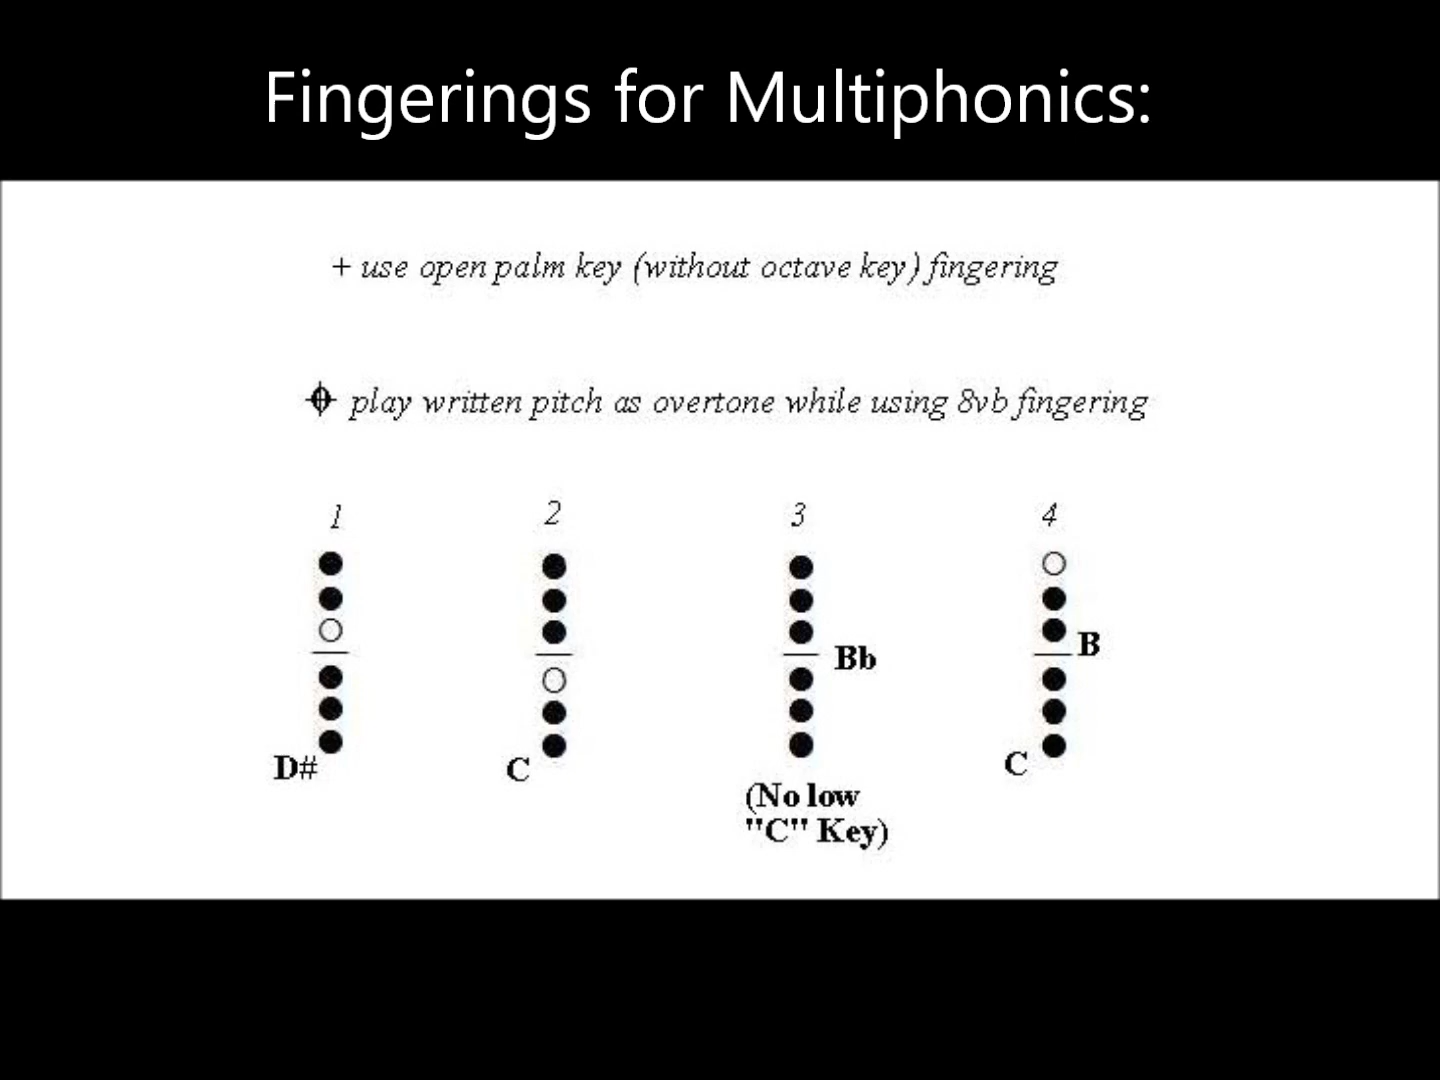 Fingerings for Multiphonics:
+ use open palm key (without octave key) fingering
play written pitch as overtone while using 8vb fingering
1 2 3 4
B
Bb
D# C C
(No low
"C" Key)